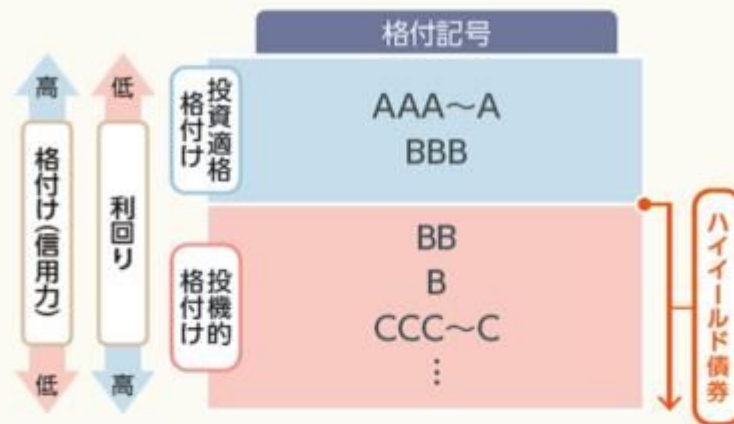 格付記号
高
格付け(信用力)
低
低
利回り
高
投資適格
格付け
AAA～A
BBB
投機的
格付け
BB
B
CCC～C
⋮
ハイイールド債券